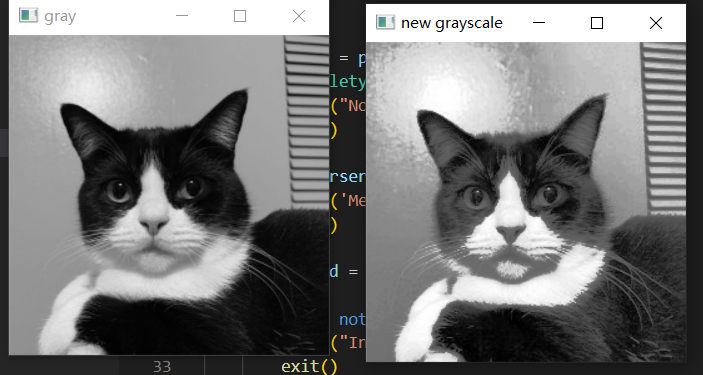 gray
new grayscale
= p
lety
("No
)
rser
('Me
)
d =
not
("In
33 exit()